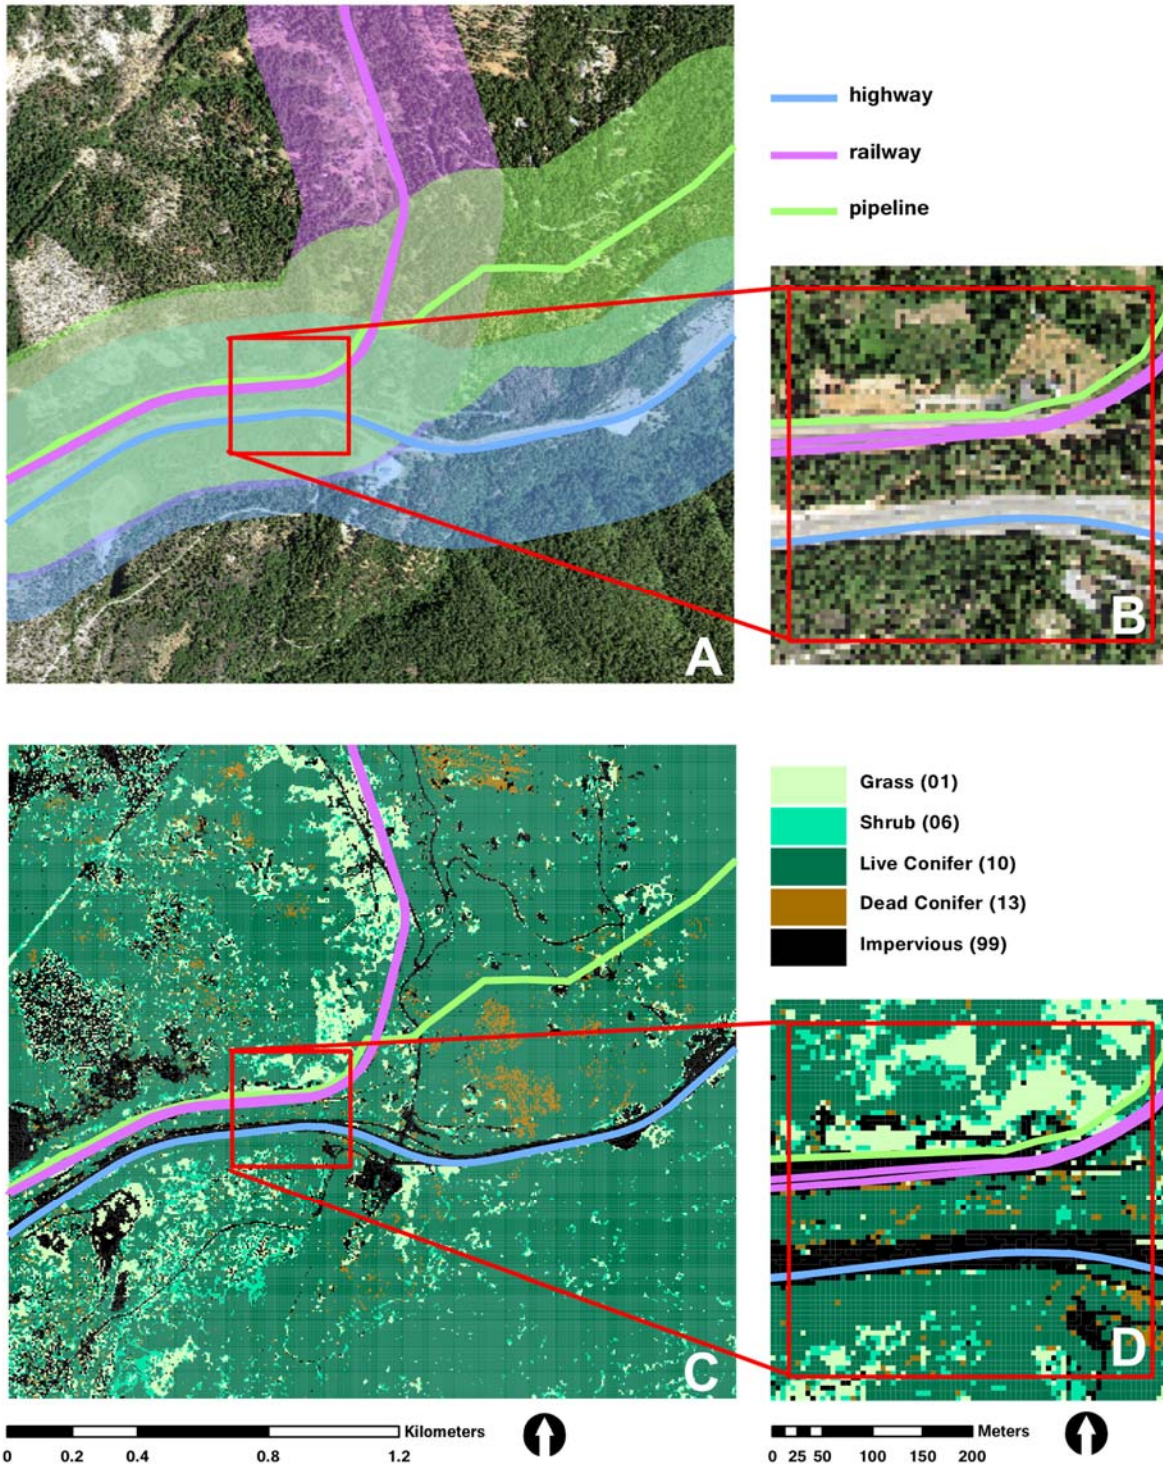 highway
railway
pipeline
A
B
Grass (01)
Shrub (06)
Live Conifer (10)
Dead Conifer (13)
Impervious (99)
C
D
Kilometers
0 0.2 0.4 0.8 1.2
Meters
0 25 50 100 150 200